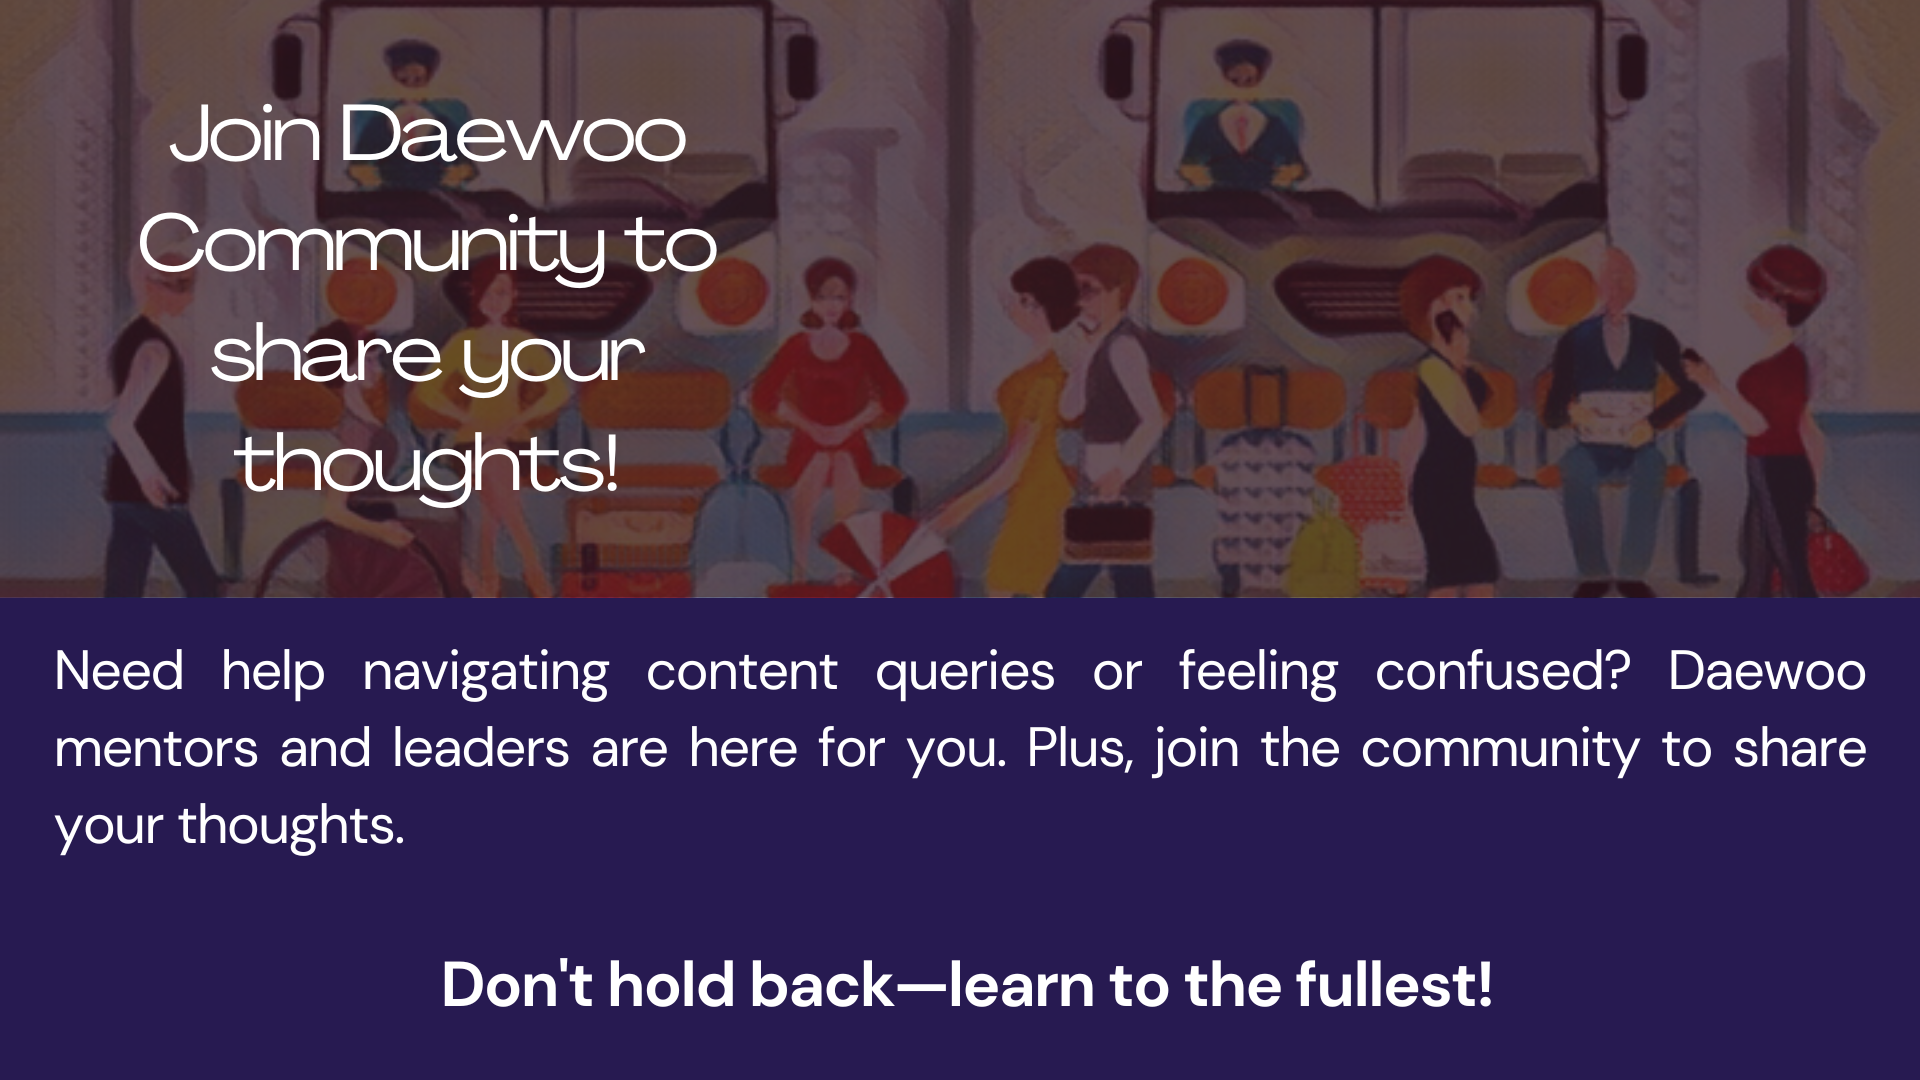 Join Daewoo
Community to
share your
thoughts!
Need help navigating content queries or feeling confused? Daewoo
mentors and leaders are here for you. Plus, join the community to share
your thoughts.
Don't hold back—learn to the fullest!